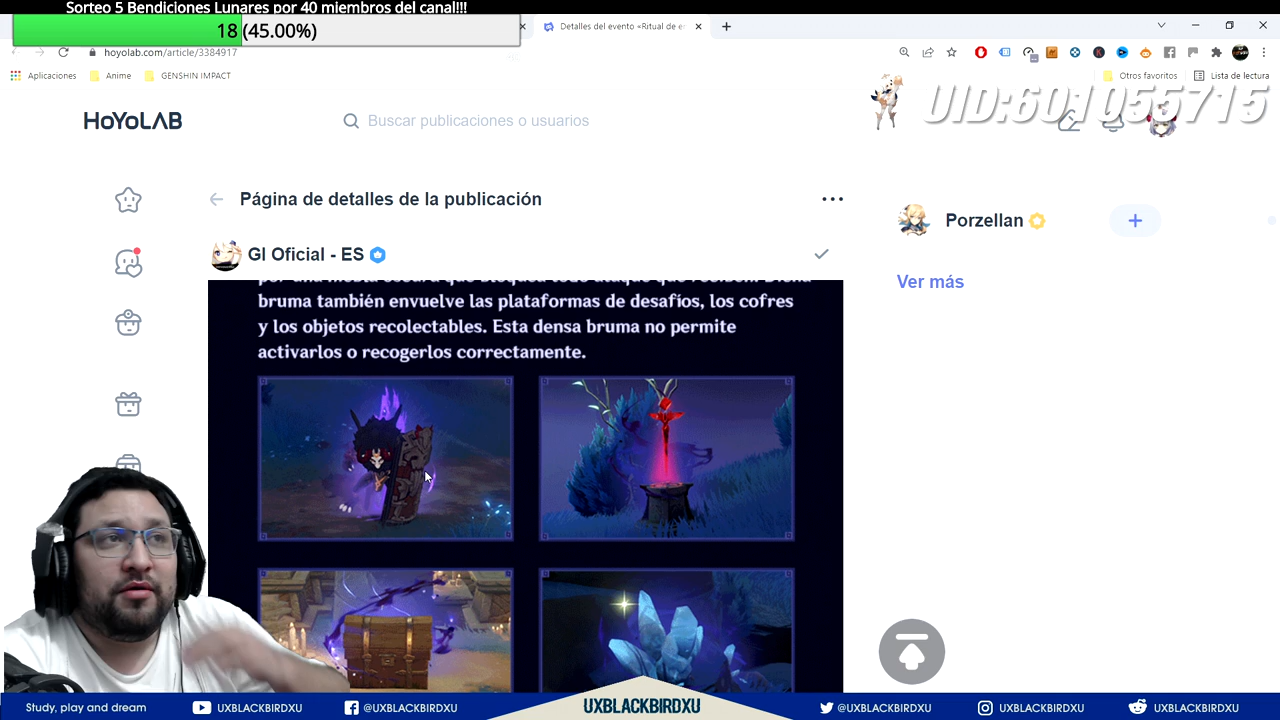 Sorteo 5 Bendiciones Lunares por 40 miembros del canal!!!
18 (45.00%)
Detalles del evento «Ritual de e
hoyolab.com/article/3384917
Aplicaciones
Anime
GENSHIN IMPACT
Otros favoritos
Lista de lectura
UID:601055715
HoYoLAB
Buscar publicaciones o usuarios
Página de detalles de la publicación
Porzellan
GI Oficial - ES
Ver más
bruma también envuelve las plataformas de desafíos, los cofres
y los objetos recolectables. Esta densa bruma no permite
activarlos o recogerlos correctamente.
Study, play and dream
UXBLACKBIRDXU
@UXBLACKBIRDXU
UXBLACKBIRDXU
@UXBLACKBIRDXU
UXBLACKBIRDXU
UXBLACKBIRDXU